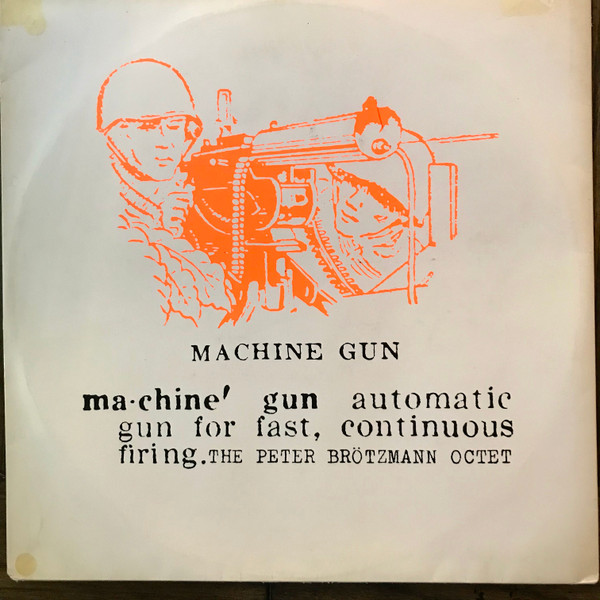 MACHINE GUN
ma·chine′ gun automatic
gun for fast, continuous
firing.THE PETER BRÖTZMANN OCTET